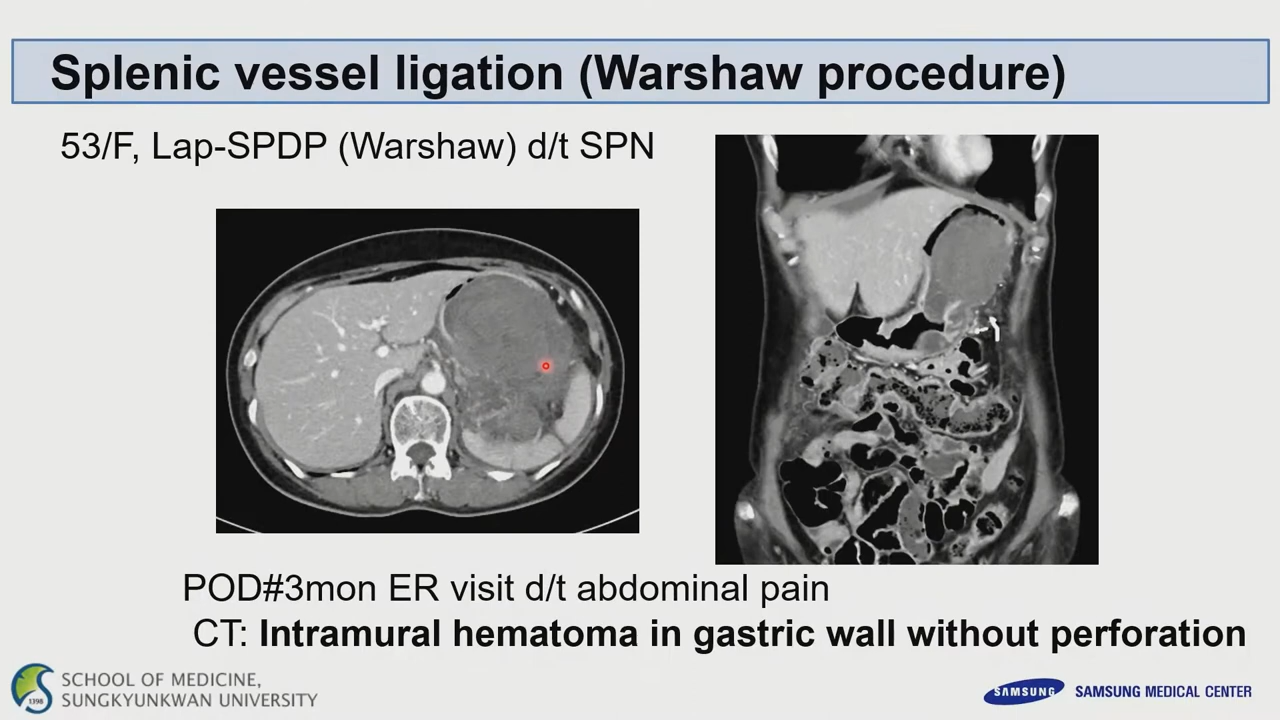 Splenic vessel ligation (Warshaw procedure)
53/F, Lap-SPDP (Warshaw) d/t SPN
POD#3mon ER visit d/t abdominal pain
CT: Intramural hematoma in gastric wall without perforation
1398
SCHOOL OF MEDICINE,
SUNGKYUNKWAN UNIVERSITY
SAMSUNG
SAMSUNG MEDICAL CENTER